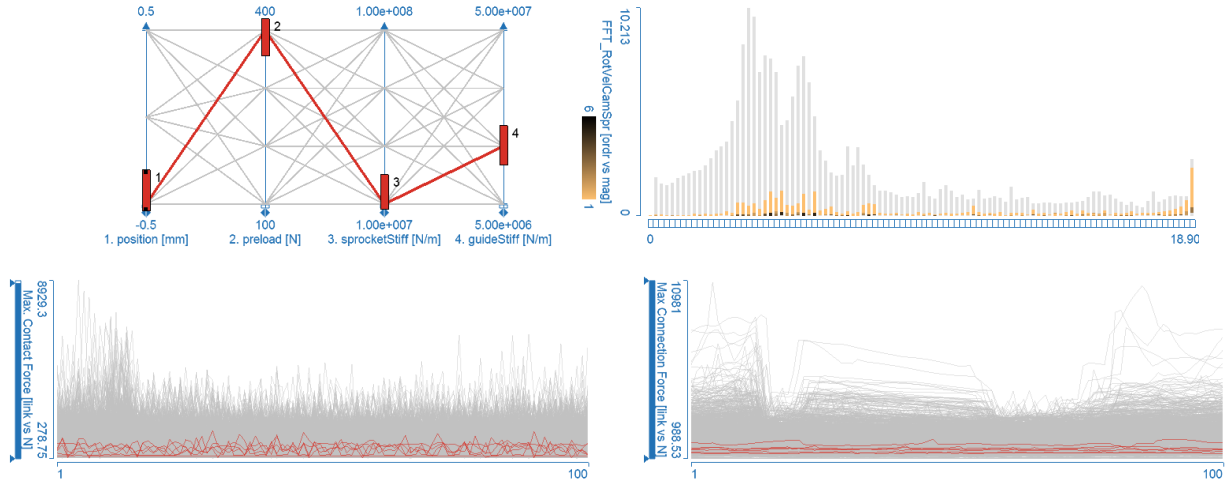 0.5
400
1.00e+008
5.00e+007
1
2
3
4
-0.5
100
1.00e+007
5.00e+006
1. position [mm]
2. preload [N]
3. sprocketStiff [N/m]
4. guideStiff [N/m]
10.213
0
FFT_RotVelCamSpr [ordr vs mag]
6
1
0
18.90
8929.3
278.75
Max. Contact Force [link vs N]
1
100
10981
986.53
Max Connection Force [link vs N]
1
100